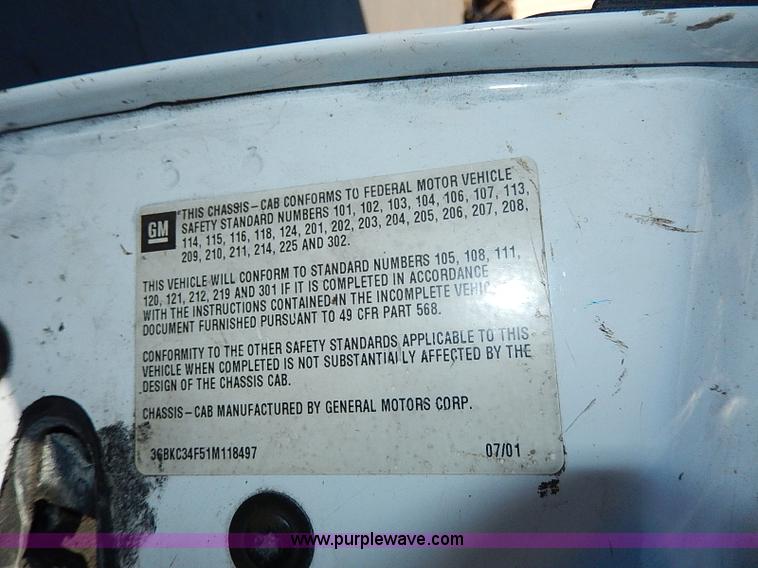 GM
"THIS CHASSIS-CAB CONFORMS TO FEDERAL MOTOR VEHICLE
SAFETY STANDARD NUMBERS 101, 102, 103, 104, 106, 107, 113,
114, 115, 116, 118, 124, 201, 202, 203, 204, 205, 206, 207, 208,
209, 210, 211, 214, 225 AND 302.
THIS VEHICLE WILL CONFORM TO STANDARD NUMBERS 105, 108, 111,
120, 121, 212, 219 AND 301 IF IT IS COMPLETED IN ACCORDANCE
WITH THE INSTRUCTIONS CONTAINED IN THE INCOMPLETE VEHIC
DOCUMENT FURNISHED PURSUANT TO 49 CFR PART 568.
CONFORMITY TO THE OTHER SAFETY STANDARDS APPLICABLE TO THIS
VEHICLE WHEN COMPLETED IS NOT SUBSTANTIALLY AFFECTED BY THE
DESIGN OF THE CHASSIS CAB.
CHASSIS-CAB MANUFACTURED BY GENERAL MOTORS CORP.
3GBKC34F51M118497 07/01
www.purplewave.com